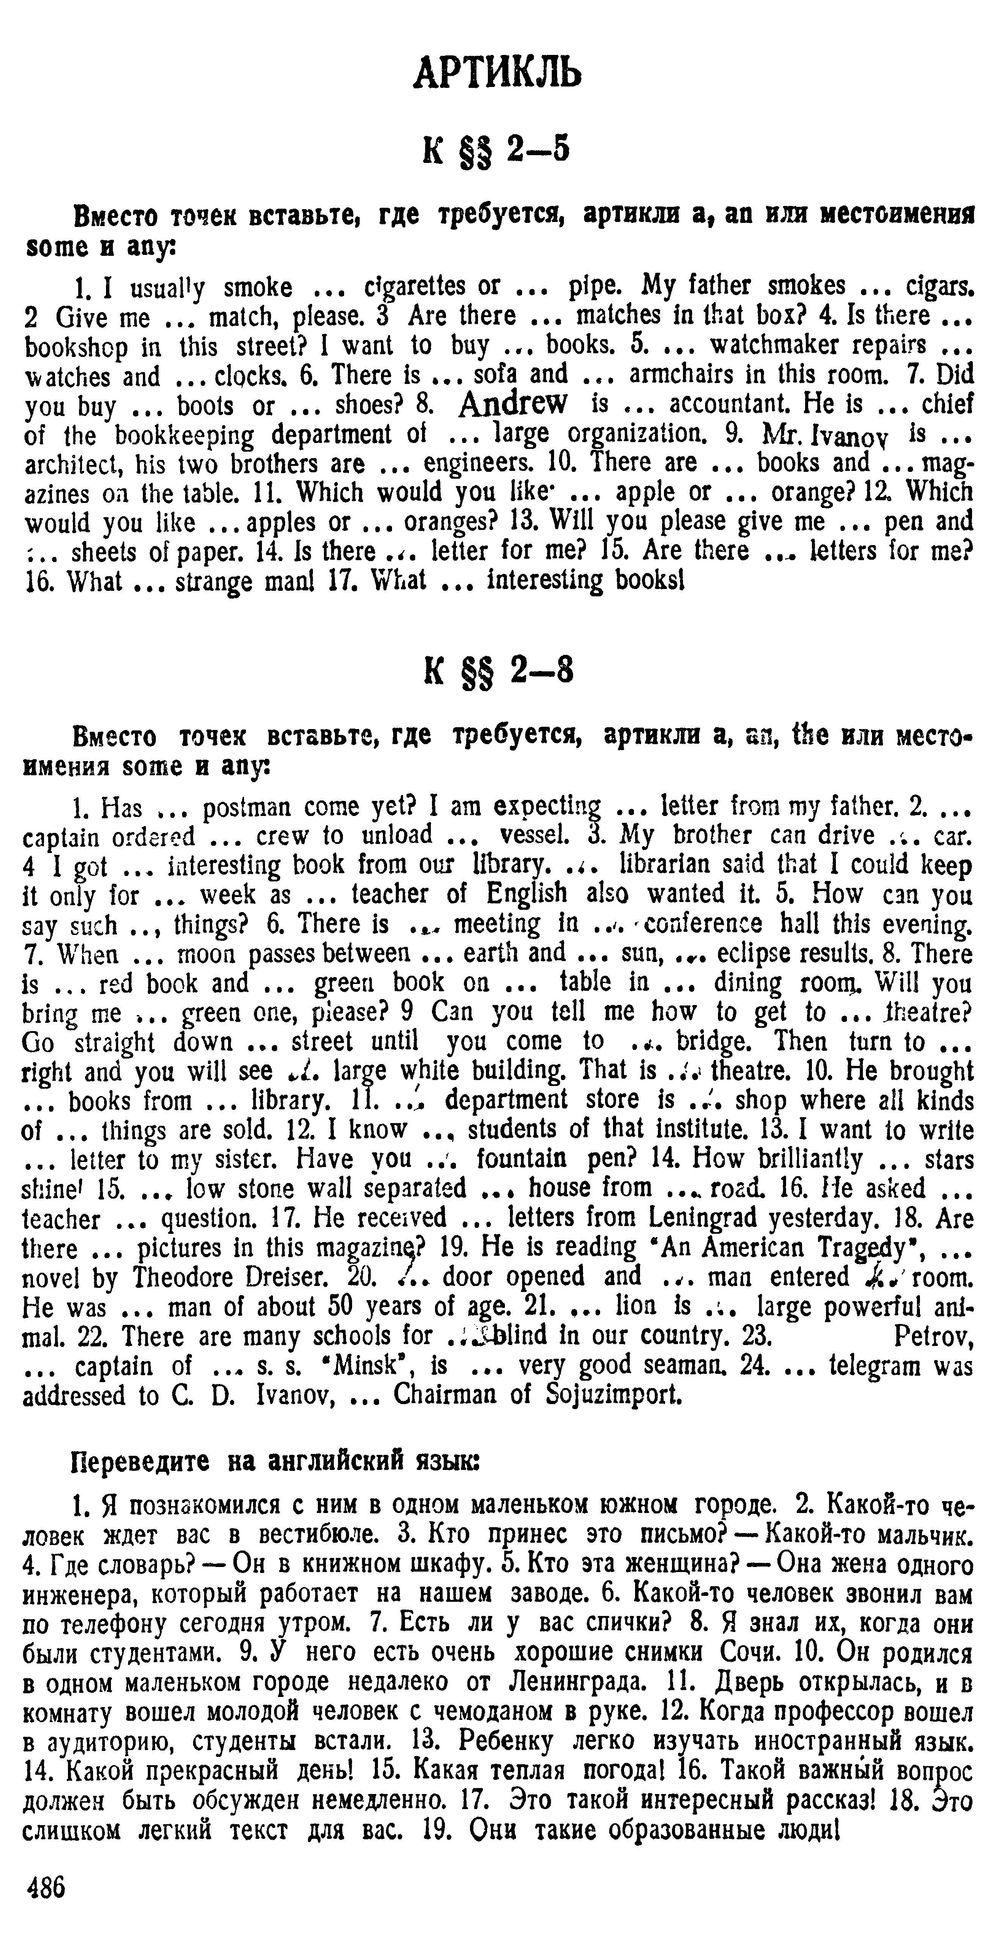 АРТИКЛЬ
К §§ 2—5
Вместо точек вставьте, где требуется, артикли a, an или местоимения
some и any:
1. I usually smoke ... cigarettes or ... pipe. My father smokes ... cigars.
2 Give me ... match, please. 3 Are there ... matches in that box? 4. Is there ...
bookshop in this street? I want to buy ... books. 5. ... watchmaker repairs ...
watches and ... clocks. 6. There is ... sofa and ... armchairs in this room. 7. Did
you buy ... boots or ... shoes? 8. Andrew is ... accountant. He is ... chief
of the bookkeeping department of ... large organization. 9. Mr. Ivanov is ...
architect, his two brothers are ... engineers. 10. There are ... books and ... mag-
azines on the table. 11. Which would you like ... apple or ... orange? 12. Which
would you like ... apples or ... oranges? 13. Will you please give me ... pen and
... sheets of paper. 14. Is there ... letter for me? 15. Are there ... letters for me?
16. What ... strange man! 17. What ... interesting books!
К §§ 2—8
Вместо точек вставьте, где требуется, артикли a, an, the или место-
имения some и any:
1. Has ... postman come yet? I am expecting ... letter from my father. 2. ...
captain ordered ... crew to unload ... vessel. 3. My brother can drive ... car.
4 I got ... interesting book from our library. ... librarian said that I could keep
it only for ... week as ... teacher of English also wanted it. 5. How can you
say such ... things? 6. There is ... meeting in ... conference hall this evening.
7. When ... moon passes between ... earth and ... sun, ... eclipse results. 8. There
is ... red book and ... green book on ... table in ... dining room. Will you
bring me ... green one, please? 9 Can you tell me how to get to ... theatre?
Go straight down ... street until you come to ... bridge. Then turn to ...
right and you will see ... large white building. That is ... theatre. 10. He brought
... books from ... library. 11. ... department store is ... shop where all kinds
of ... things are sold. 12. I know ... students of that institute. 13. I want to write
... letter to my sister. Have you ... fountain pen? 14. How brilliantly ... stars
shine! 15. ... low stone wall separated ... house from ... road. 16. He asked ...
teacher ... question. 17. He received ... letters from Leningrad yesterday. 18. Are
there ... pictures in this magazine? 19. He is reading "An American Tragedy", ...
novel by Theodore Dreiser. 20. ... door opened and ... man entered ... room.
He was ... man of about 50 years of age. 21. ... lion is ... large powerful ani-
mal. 22. There are many schools for ... blind in our country. 23. Petrov,
... captain of ... s. s. "Minsk", is ... very good seaman. 24. ... telegram was
addressed to C. D. Ivanov, ... Chairman of Sojuzimport.
Переведите на английский язык:
1. Я познакомился с ним в одном маленьком южном городе. 2. Какой-то че-
ловек ждет вас в вестибюле. 3. Кто принес это письмо? — Какой-то мальчик.
4. Где словарь? — Он в книжном шкафу. 5. Кто эта женщина? — Она жена одного
инженера, который работает на нашем заводе. 6. Какой-то человек звонил вам
по телефону сегодня утром. 7. Есть ли у вас спички? 8. Я знал их, когда они
были студентами. 9. У него есть очень хорошие снимки Сочи. 10. Он родился
в одном маленьком городе недалеко от Ленинграда. 11. Дверь открылась, и в
комнату вошел молодой человек с чемоданом в руке. 12. Когда профессор вошел
в аудиторию, студенты встали. 13. Ребенку легко изучать иностранный язык.
14. Какой прекрасный день! 15. Какая теплая погода! 16. Такой важный вопрос
должен быть обсужден немедленно. 17. Это такой интересный рассказ! 18. Это
слишком легкий текст для вас. 19. Они такие образованные люди!
486